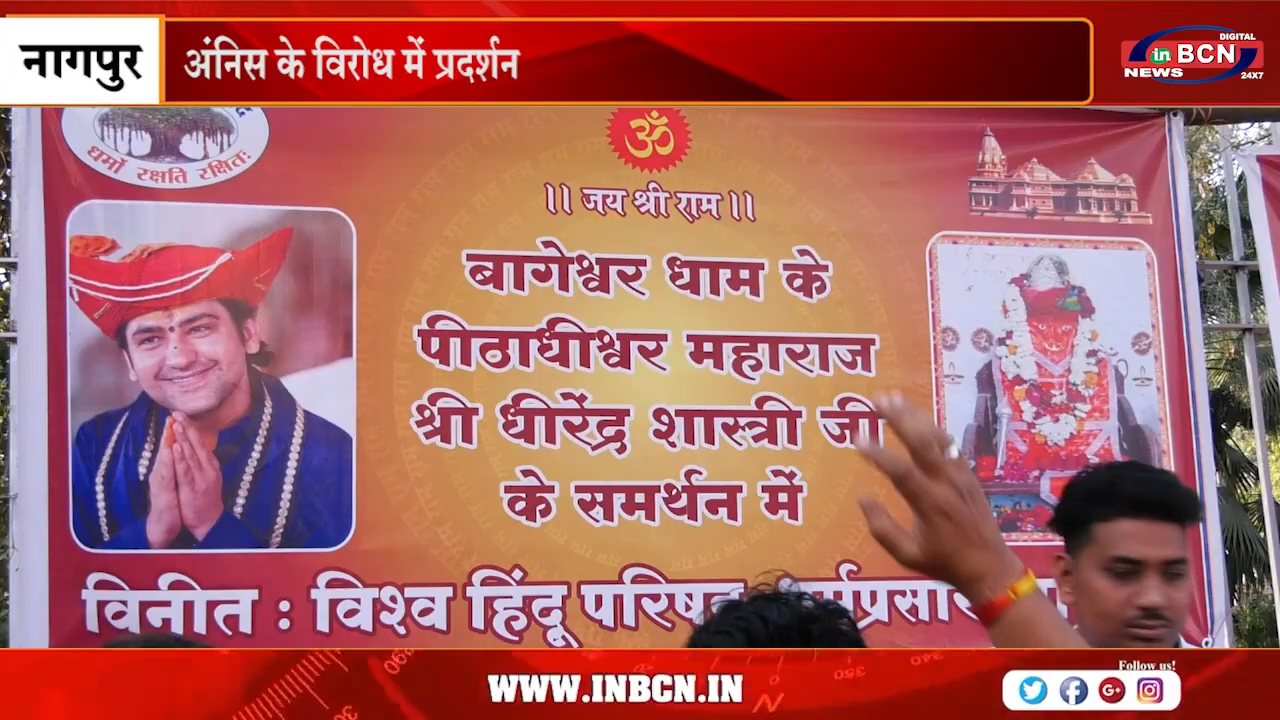 नागपुर
अंनिस के विरोध में प्रदर्शन
DIGITAL
in BCN
NEWS 24X7
धर्मो रक्षति रक्षितः
ॐ
।। जय श्री राम ।।
बागेश्वर धाम के
पीठाधीश्वर महाराज
श्री धीरेंद्र शास्त्री जी
के समर्थन में
विनीत : विश्व हिंदू परिषद
WWW.INBCN.IN
Follow us!